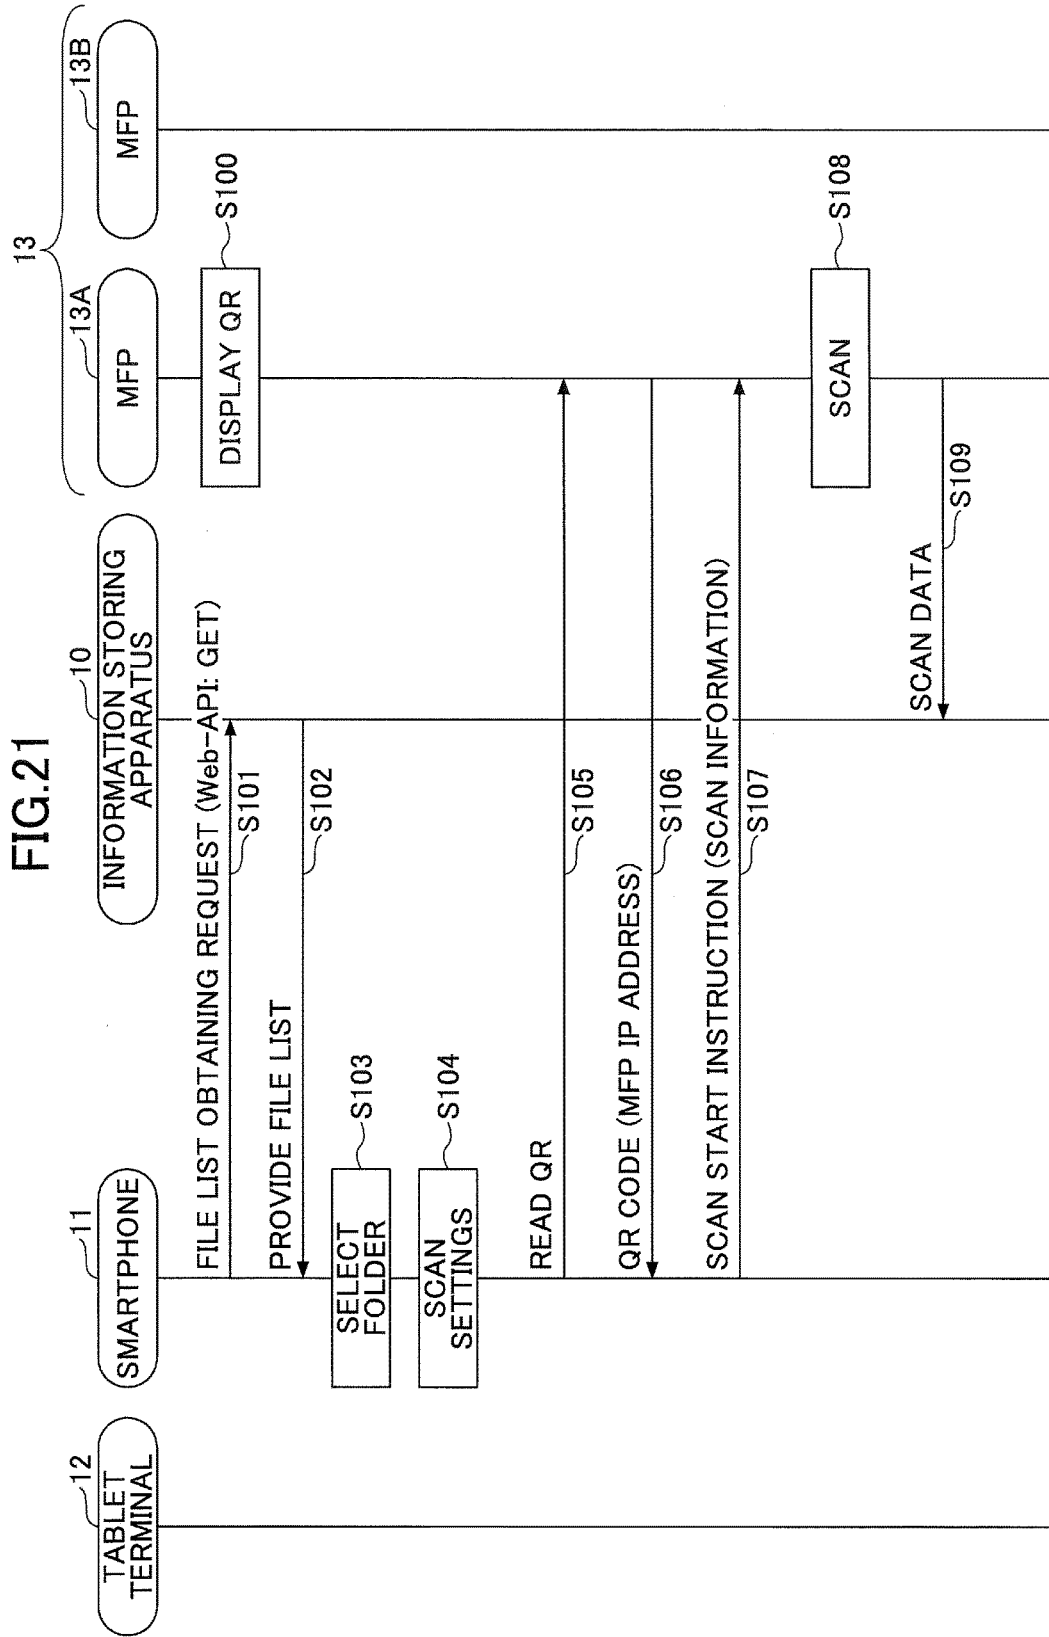 FIG.21
12
TABLET
TERMINAL
11
SMARTPHONE
10
INFORMATION STORING
APPARATUS
13
13A
MFP
13B
MFP
DISPLAY QR
S100
FILE LIST OBTAINING REQUEST (Web-API: GET)
S101
PROVIDE FILE LIST
S102
SELECT
FOLDER
S103
SCAN
SETTINGS
S104
READ QR
S105
QR CODE (MFP IP ADDRESS)
S106
SCAN START INSTRUCTION (SCAN INFORMATION)
S107
SCAN
S108
SCAN DATA
S109